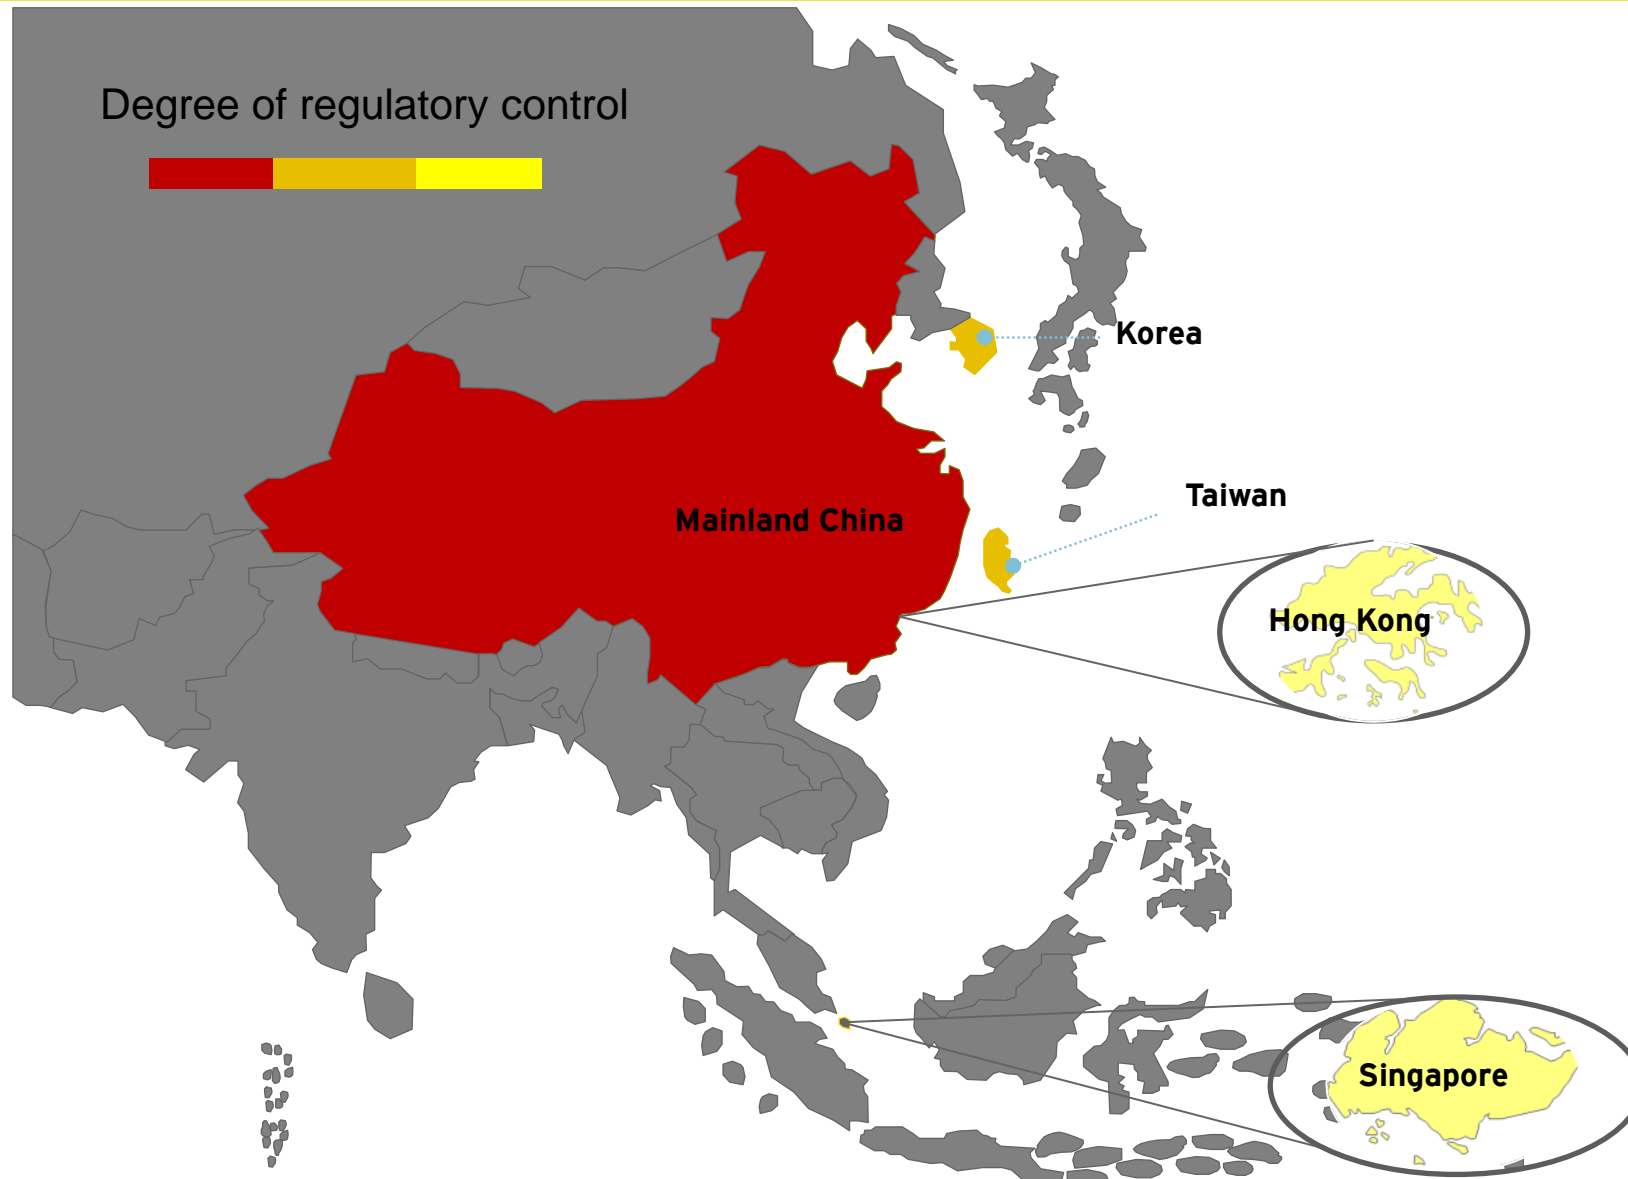 Degree of regulatory control
Korea
Taiwan
Mainland China
Hong Kong
Singapore